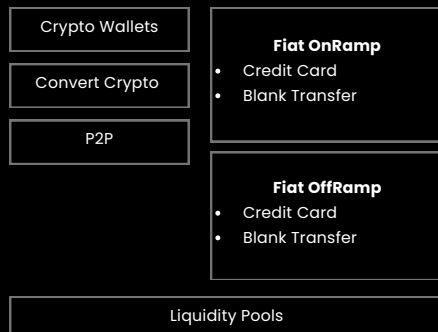 Crypto Wallets
Convert Crypto
P2P
Fiat OnRamp
• Credit Card
• Blank Transfer
Fiat OffRamp
• Credit Card
• Blank Transfer
Liquidity Pools